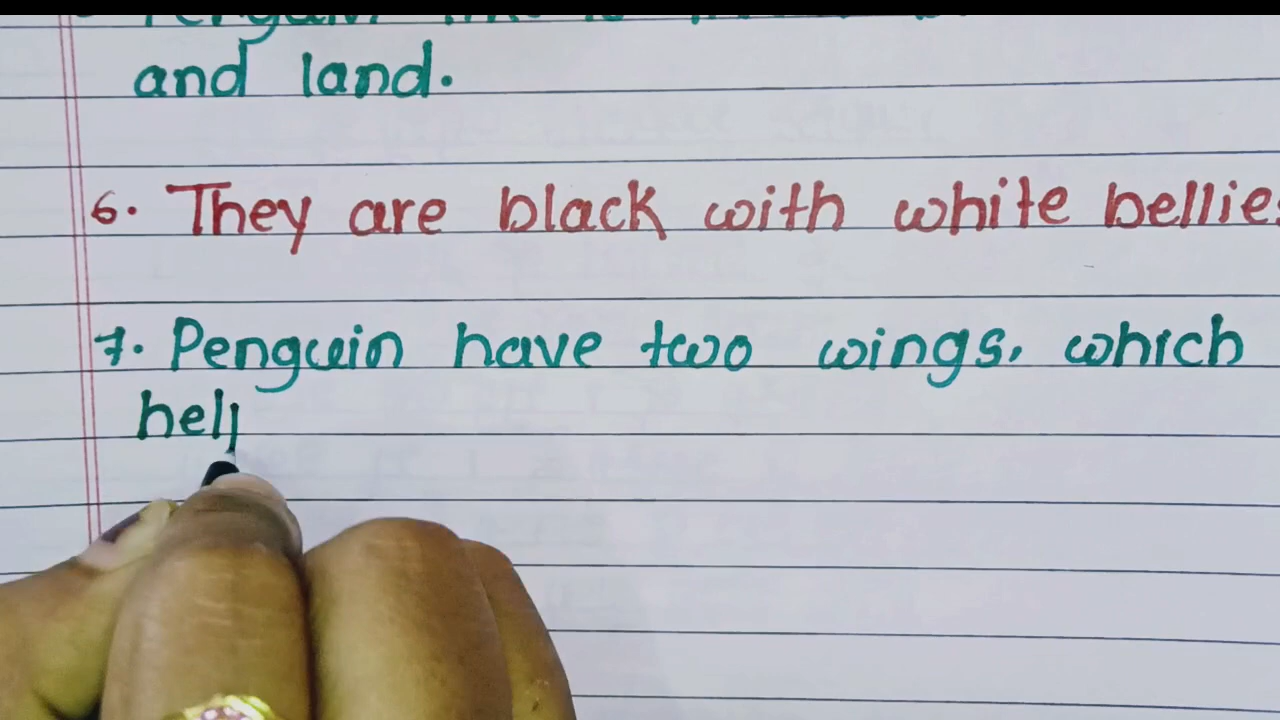 and land.
6. They are black with white bellie
7. Penguin have two wings, which
hel